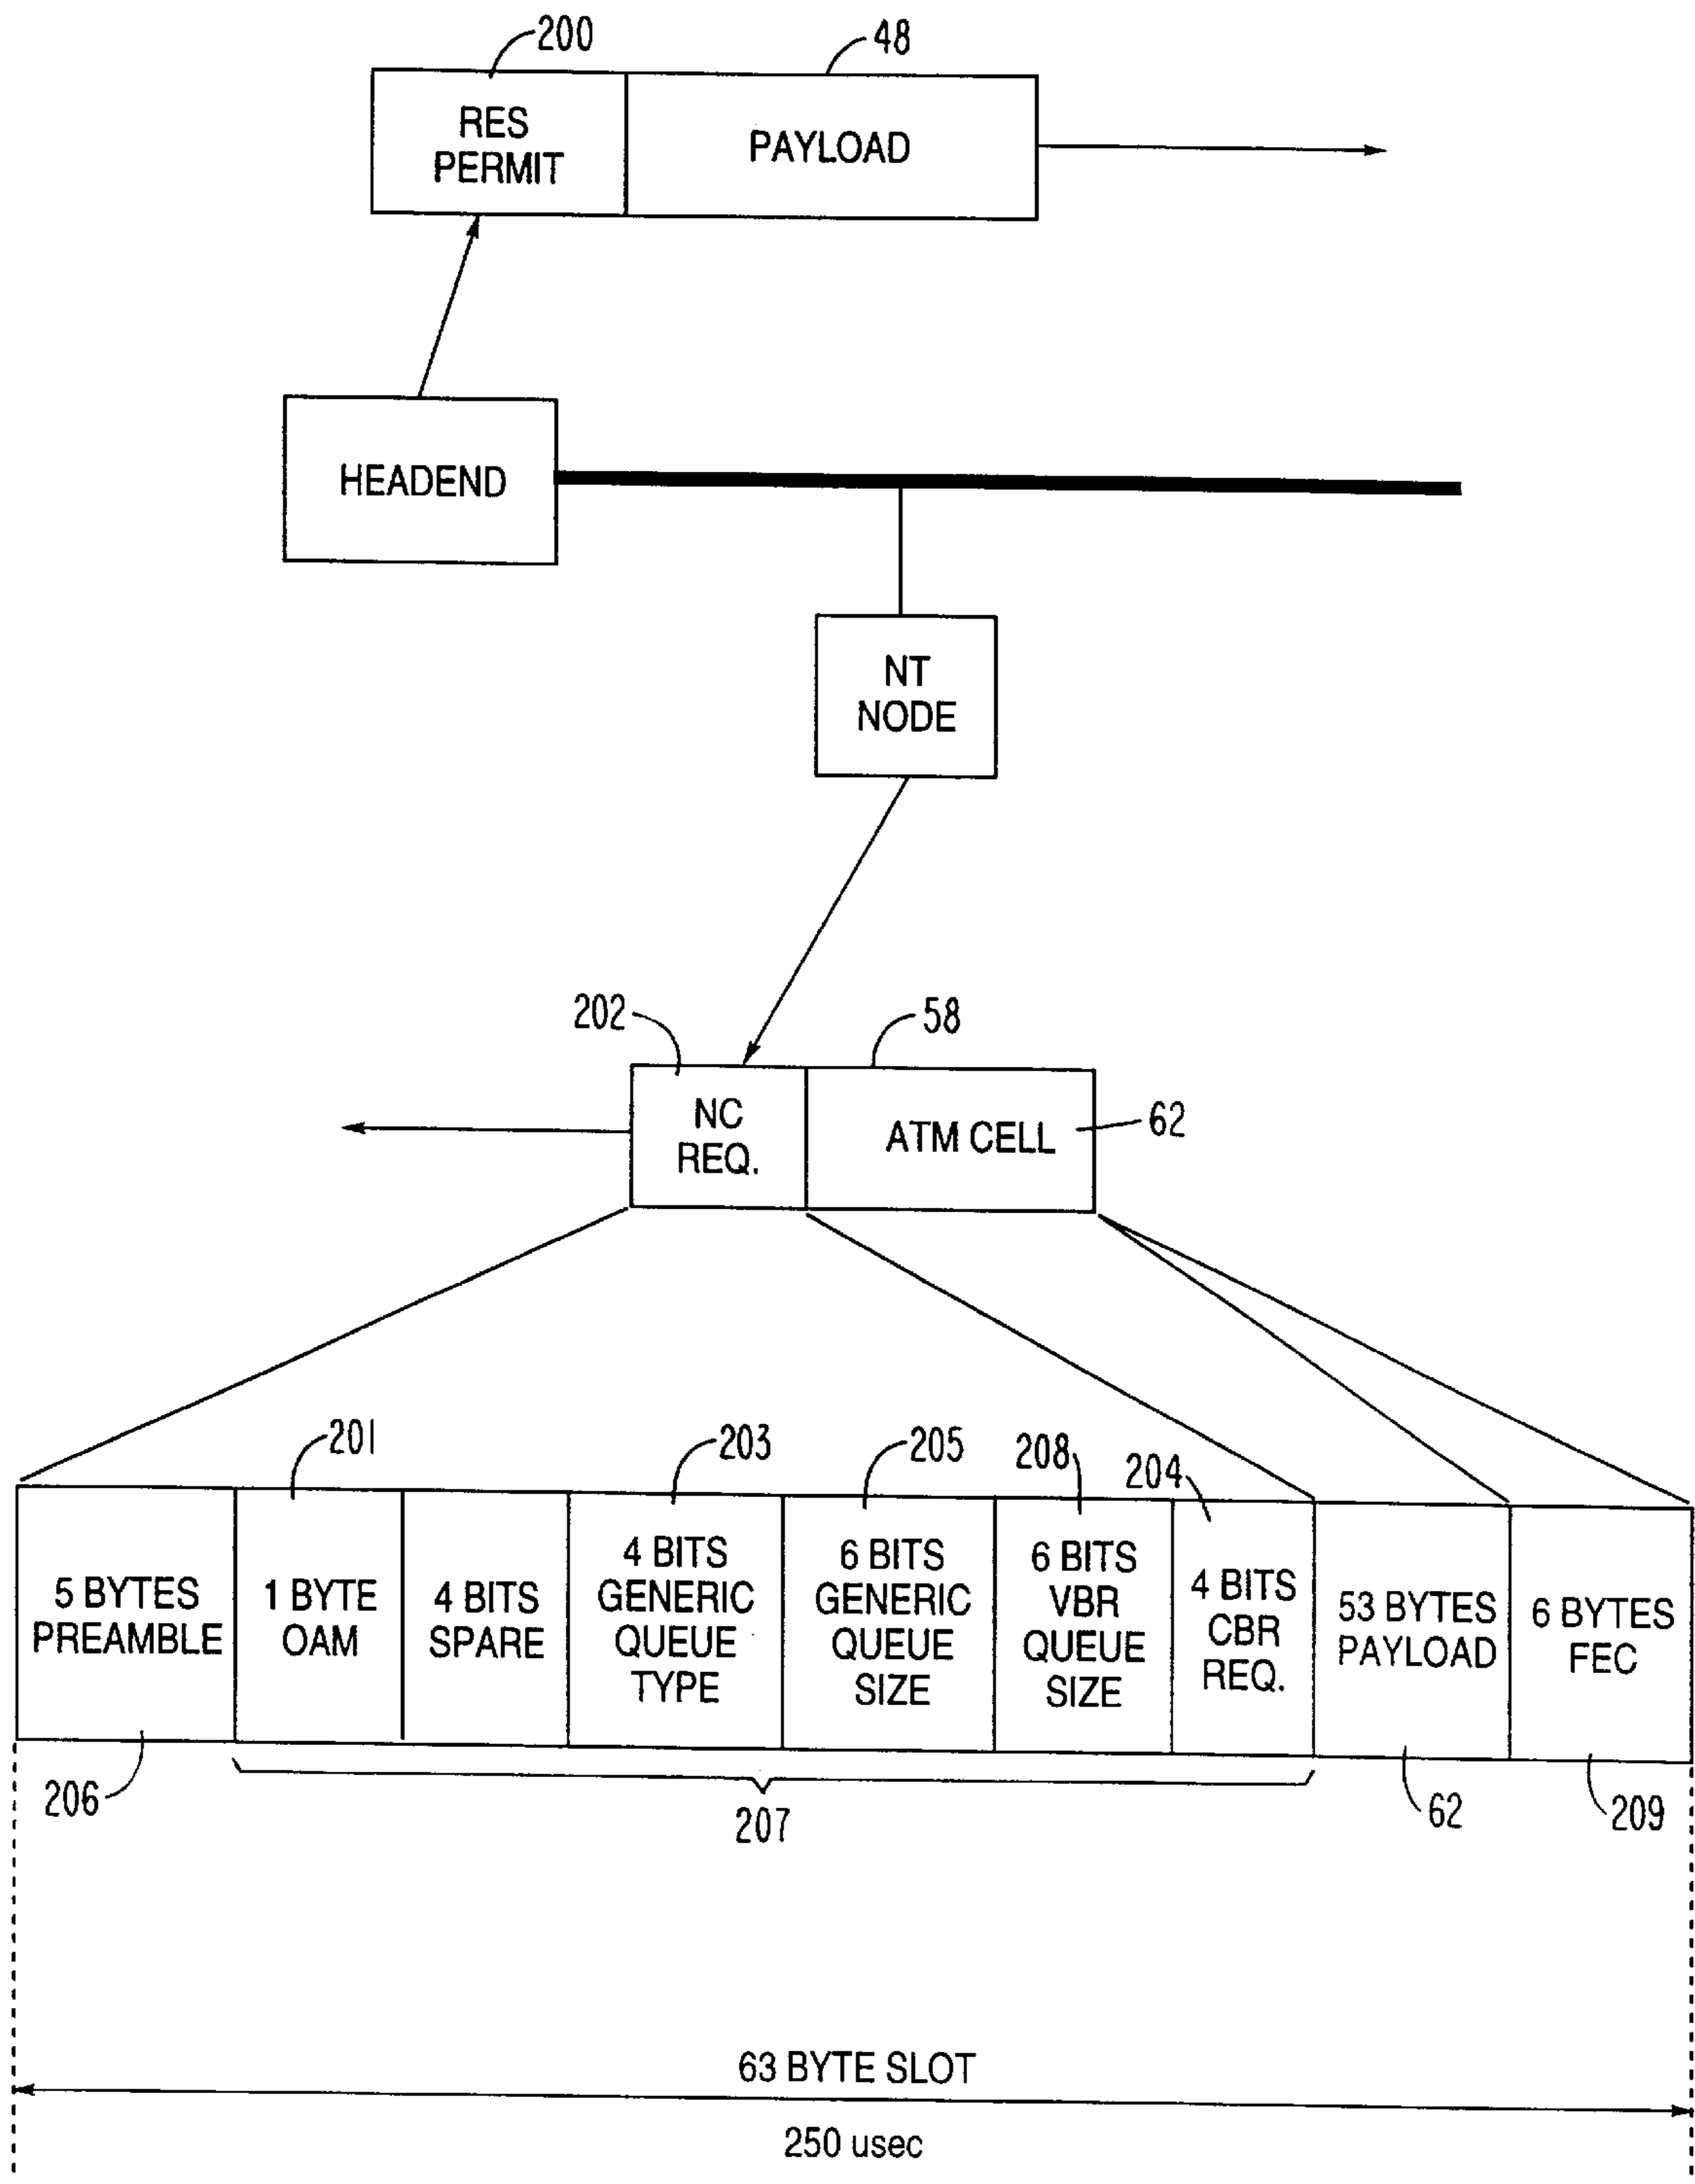 200
48
RES
PERMIT
PAYLOAD
HEADEND
NT
NODE
202
58
NC
REQ.
ATM CELL
62
201
203
205
208
204
5 BYTES
PREAMBLE
1 BYTE
OAM
4 BITS
SPARE
4 BITS
GENERIC
QUEUE
TYPE
6 BITS
GENERIC
QUEUE
SIZE
6 BITS
VBR
QUEUE
SIZE
4 BITS
CBR
REQ.
53 BYTES
PAYLOAD
6 BYTES
FEC
206
207
62
209
63 BYTE SLOT
250 usec